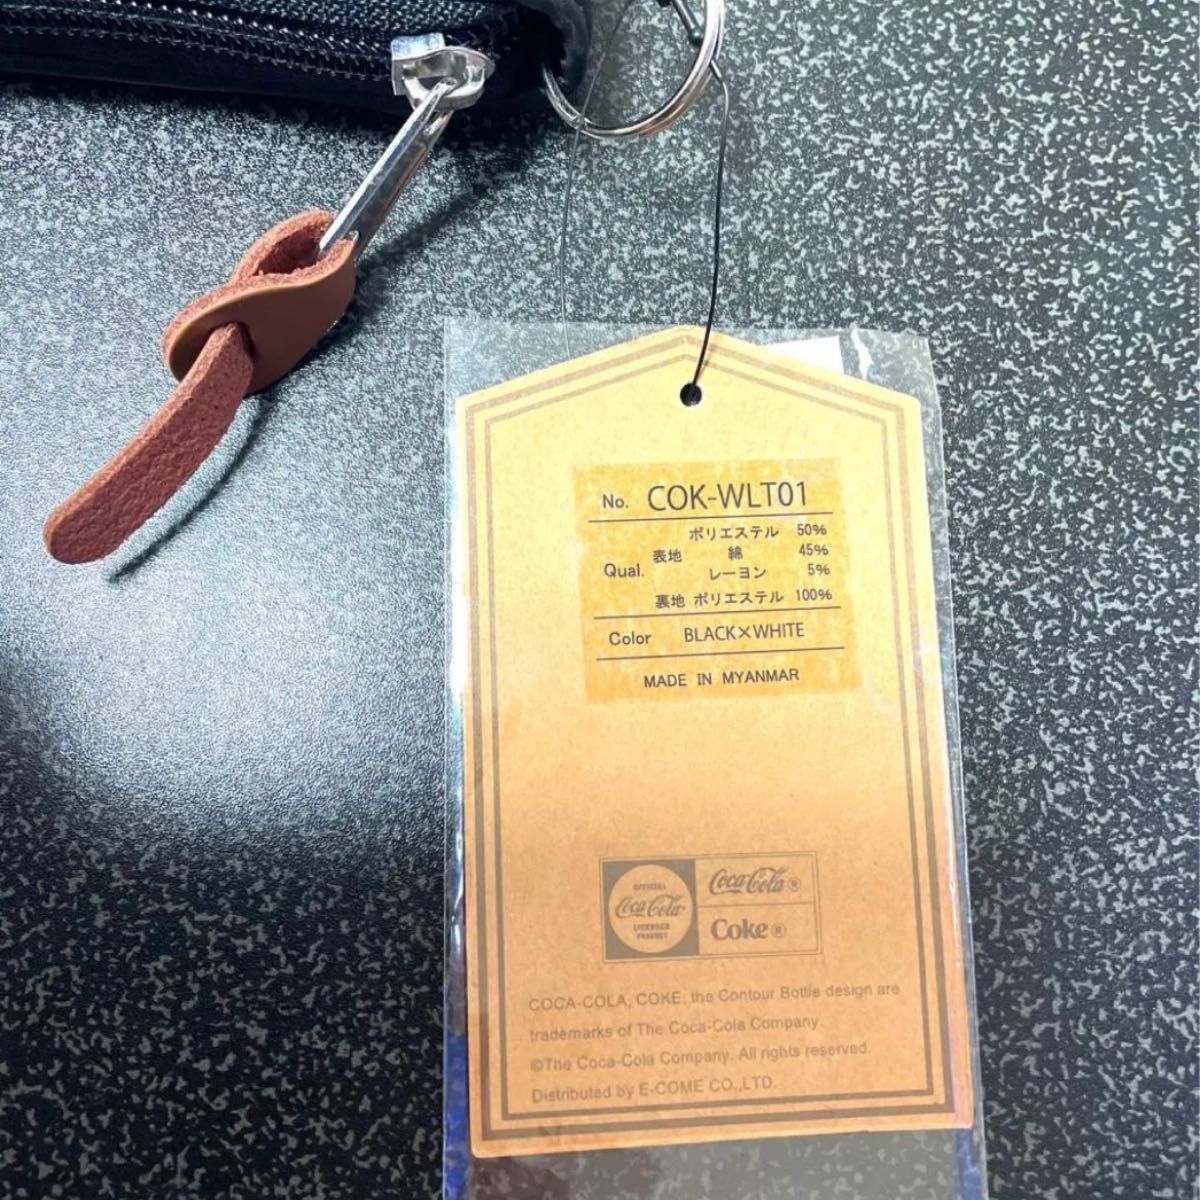 No. COK-WLT01
ポリエステル 50%
Qual. 表地 綿 45%
レーヨン 5%
裏地 ポリエステル 100%
Color BLACK×WHITE
MADE IN MYANMAR
OFFICIAL
Coca-Cola
LICENSED
PRODUCT
Coca-Cola®
Coke®
COCA-COLA, COKE, the Contour Bottle design are
trademarks of The Coca-Cola Company.
©The Coca-Cola Company. All rights reserved.
Distributed by E-COME CO.,LTD.